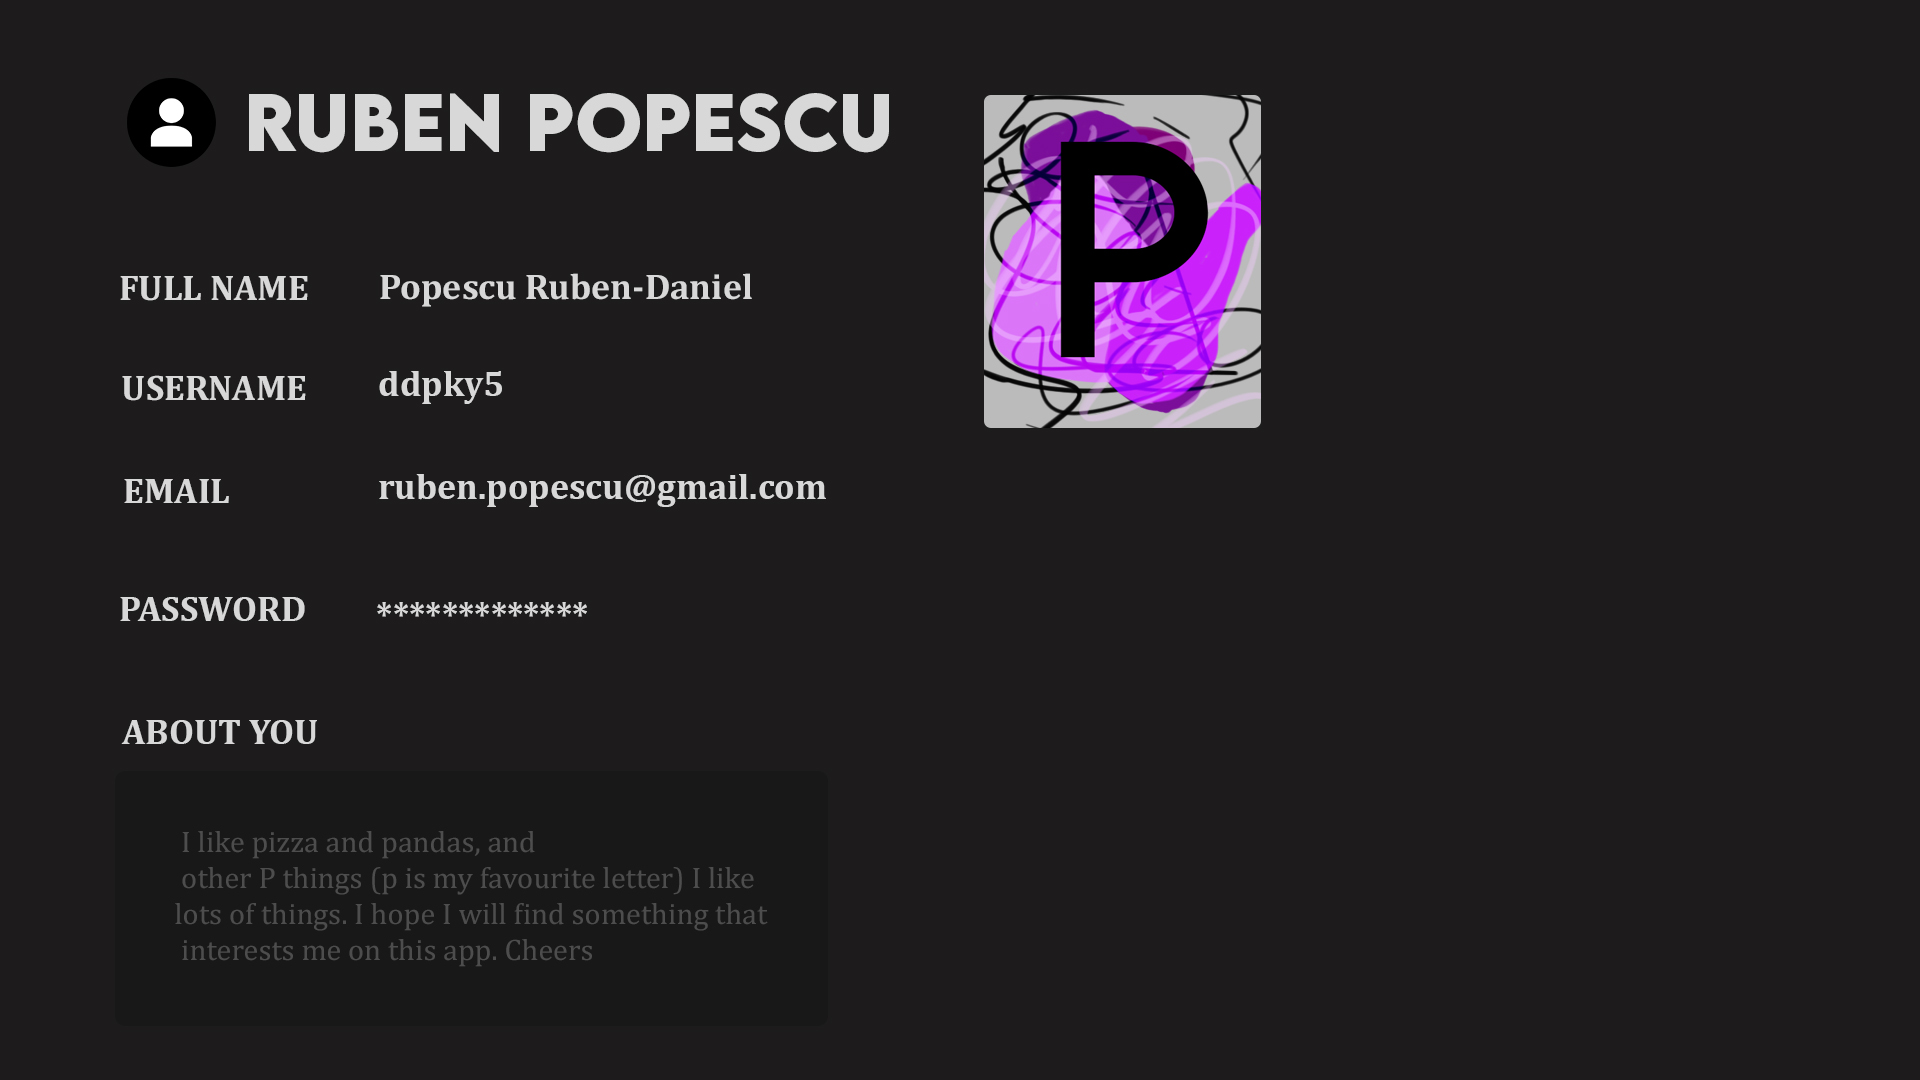 RUBEN POPESCU
P
FULL NAME Popescu Ruben-Daniel
USERNAME ddpky5
EMAIL ruben.popescu@gmail.com
PASSWORD *************
ABOUT YOU
I like pizza and pandas, and
other P things (p is my favourite letter) I like
lots of things. I hope I will find something that
interests me on this app. Cheers